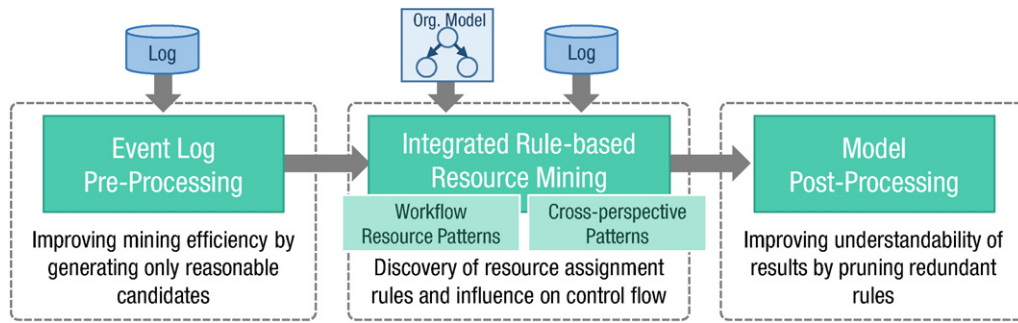 Log
Org. Model
Log
Event Log
Pre-Processing
Integrated Rule-based
Resource Mining
Model
Post-Processing
Workflow
Resource Patterns
Cross-perspective
Patterns
Improving mining efficiency by
generating only reasonable
candidates
Discovery of resource assignment
rules and influence on control flow
Improving understandability of
results by pruning redundant
rules